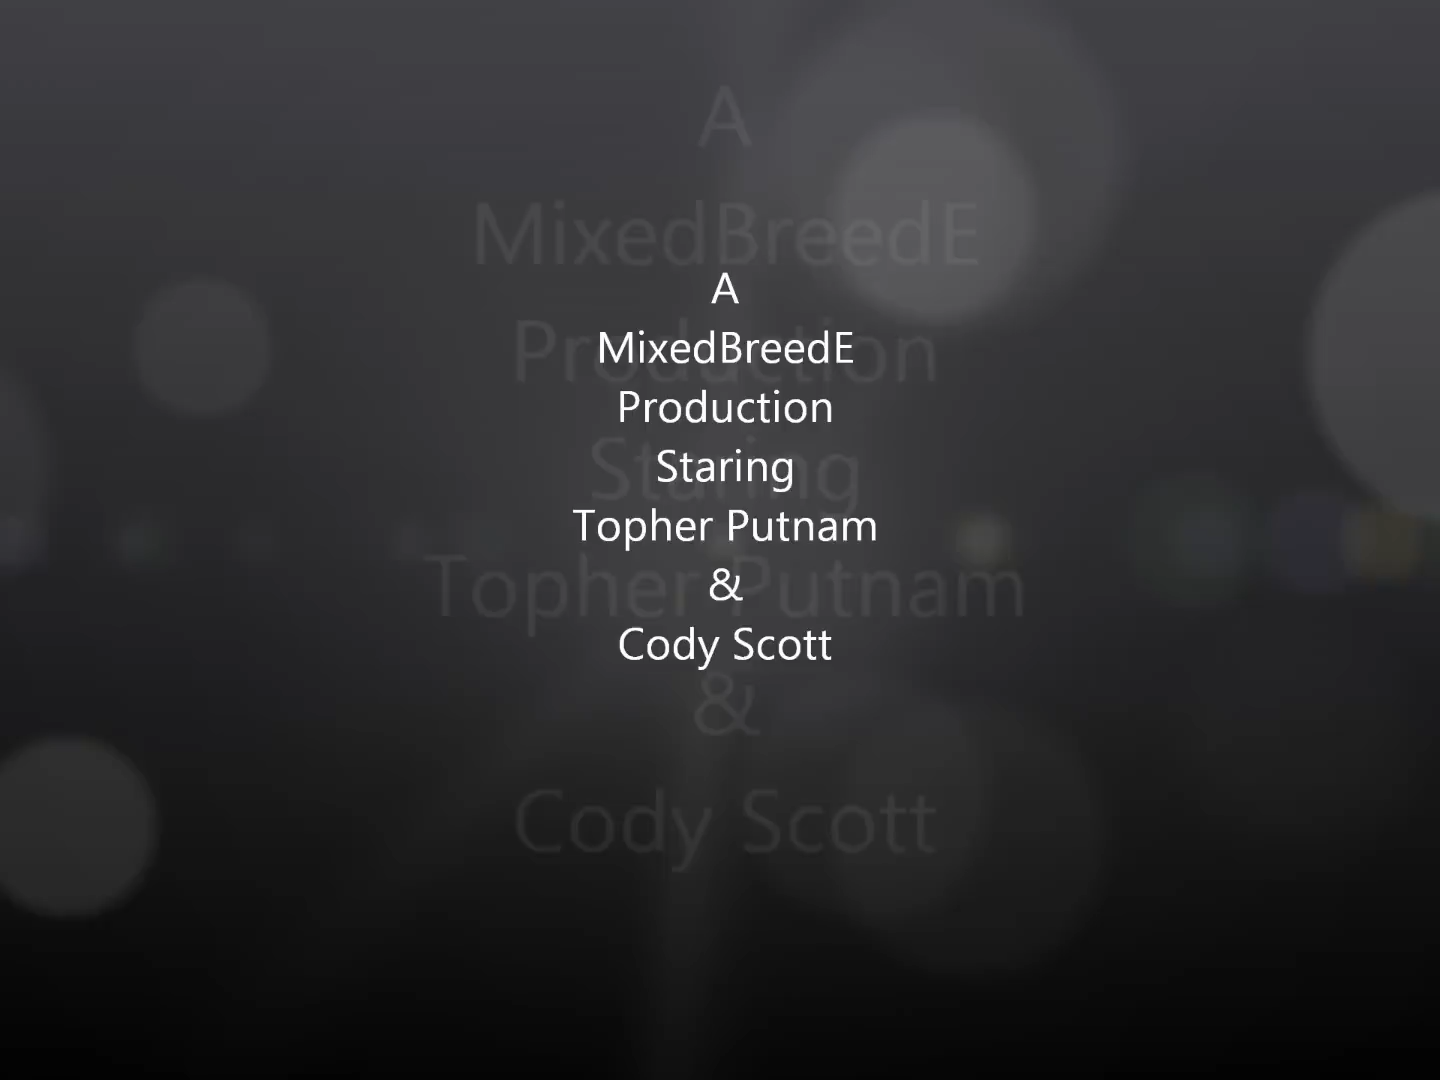 A
MixedBreedE
Production
Staring
Topher Putnam
&
Cody Scott